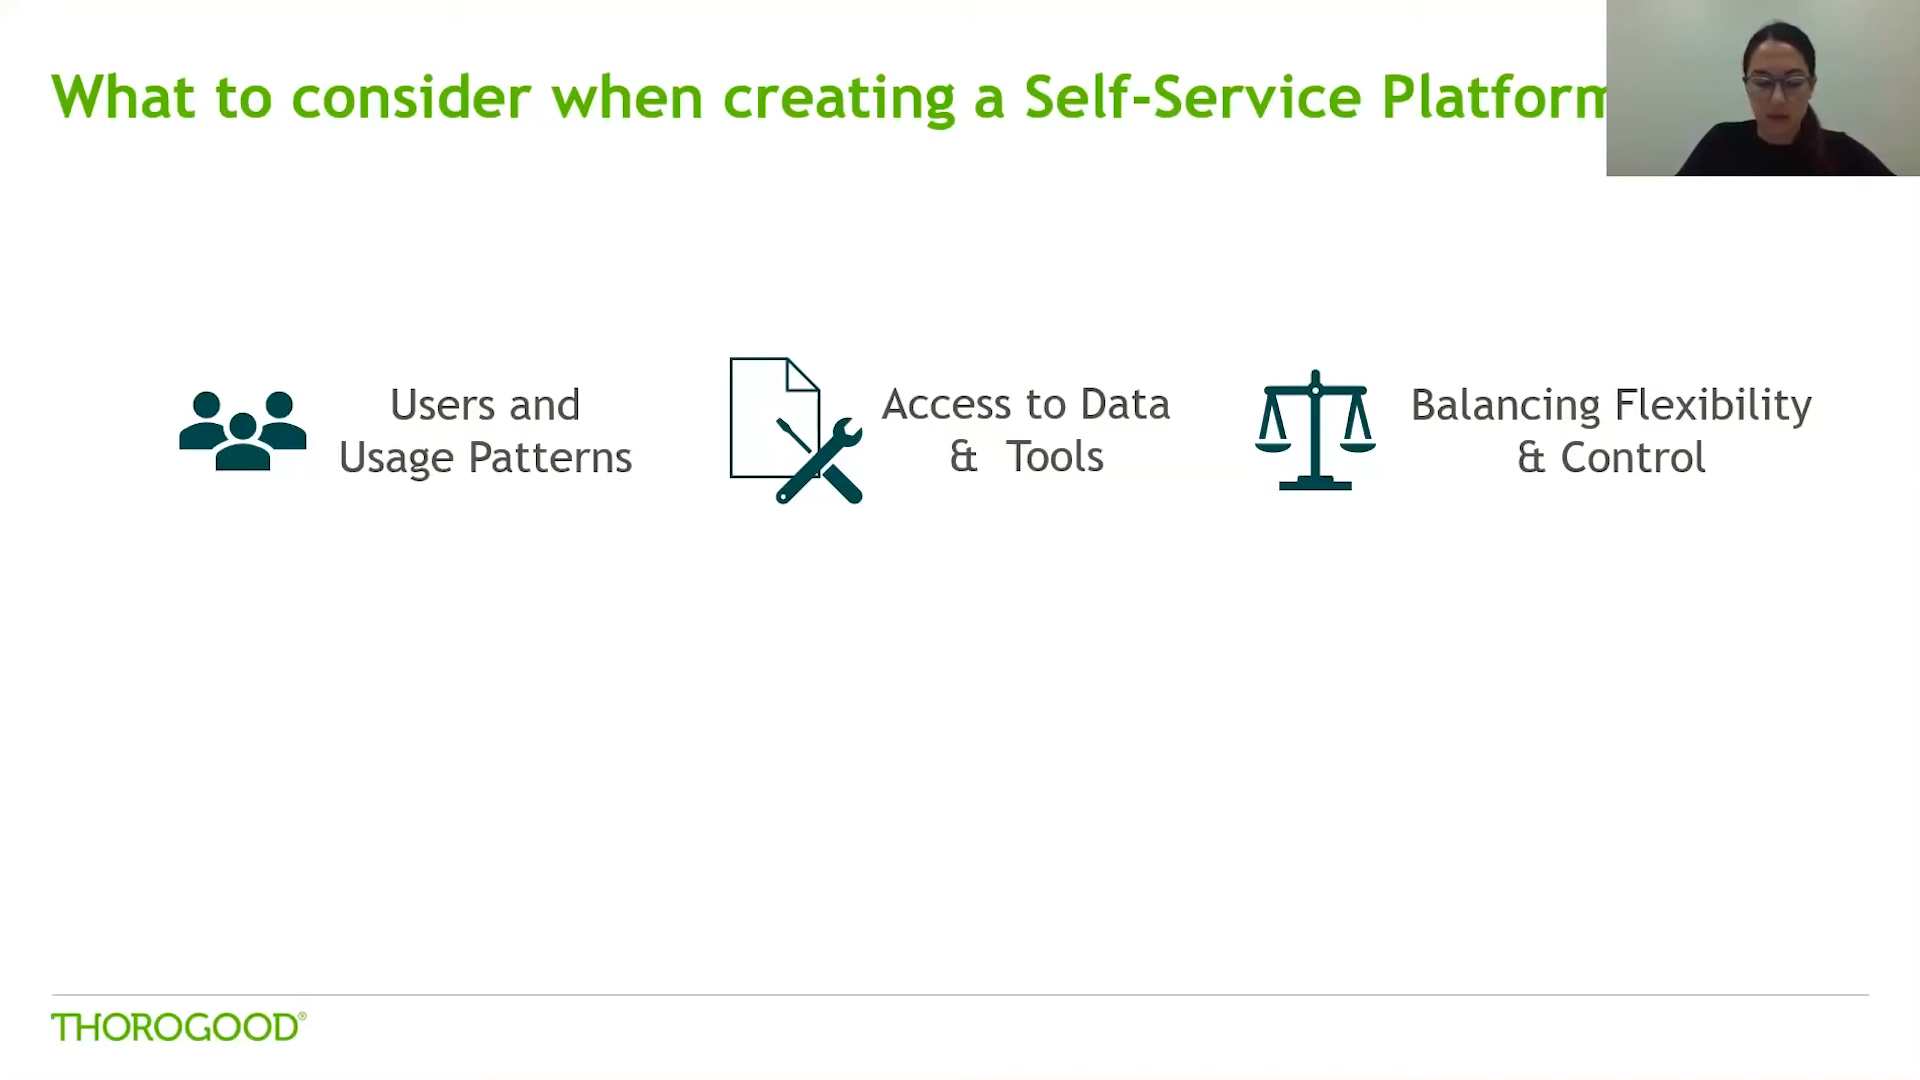 What to consider when creating a Self-Service Platform
Users and
Usage Patterns
Access to Data
& Tools
Balancing Flexibility
& Control
THOROGOOD®